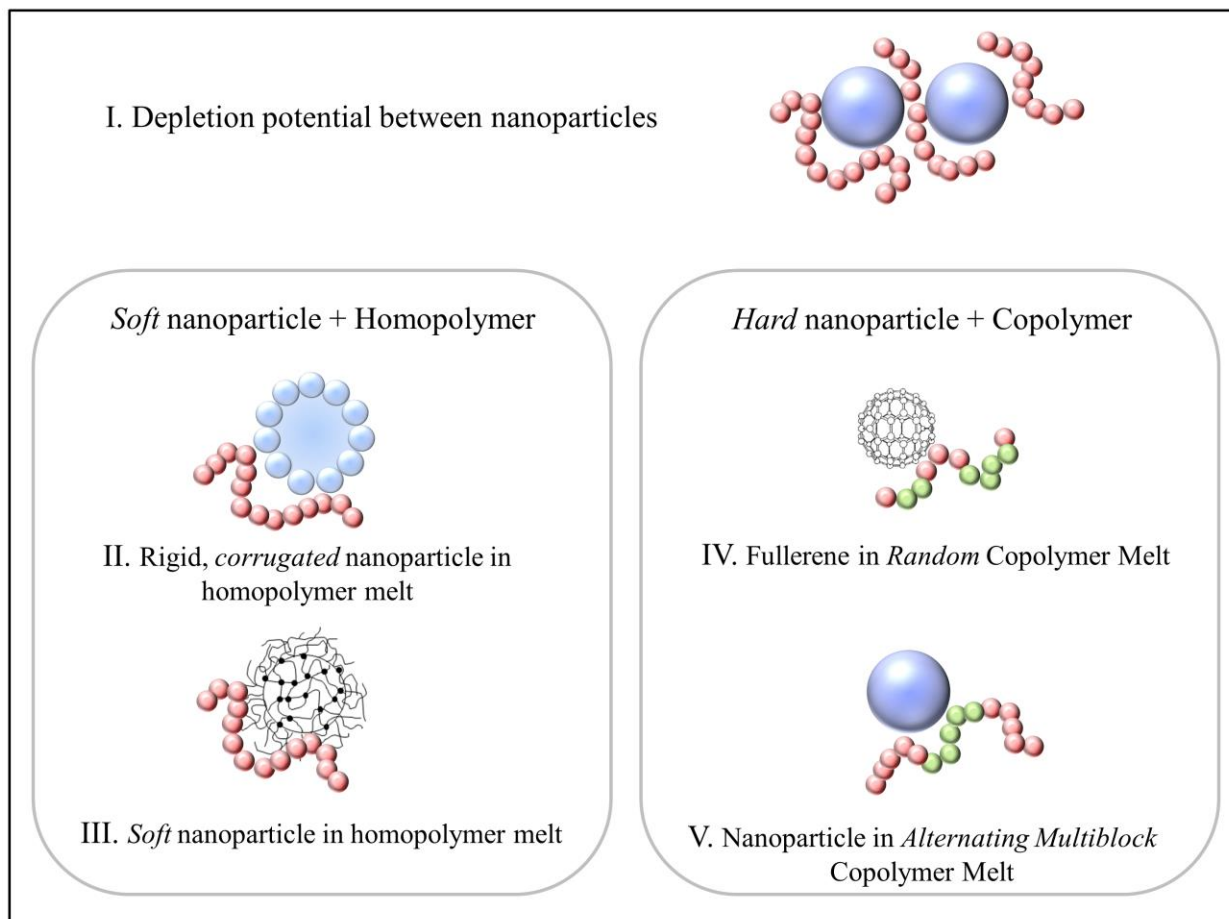 I. Depletion potential between nanoparticles
Soft nanoparticle + Homopolymer
II. Rigid, corrugated nanoparticle in
homopolymer melt
III. Soft nanoparticle in homopolymer melt
Hard nanoparticle + Copolymer
IV. Fullerene in Random Copolymer Melt
V. Nanoparticle in Alternating Multiblock
Copolymer Melt